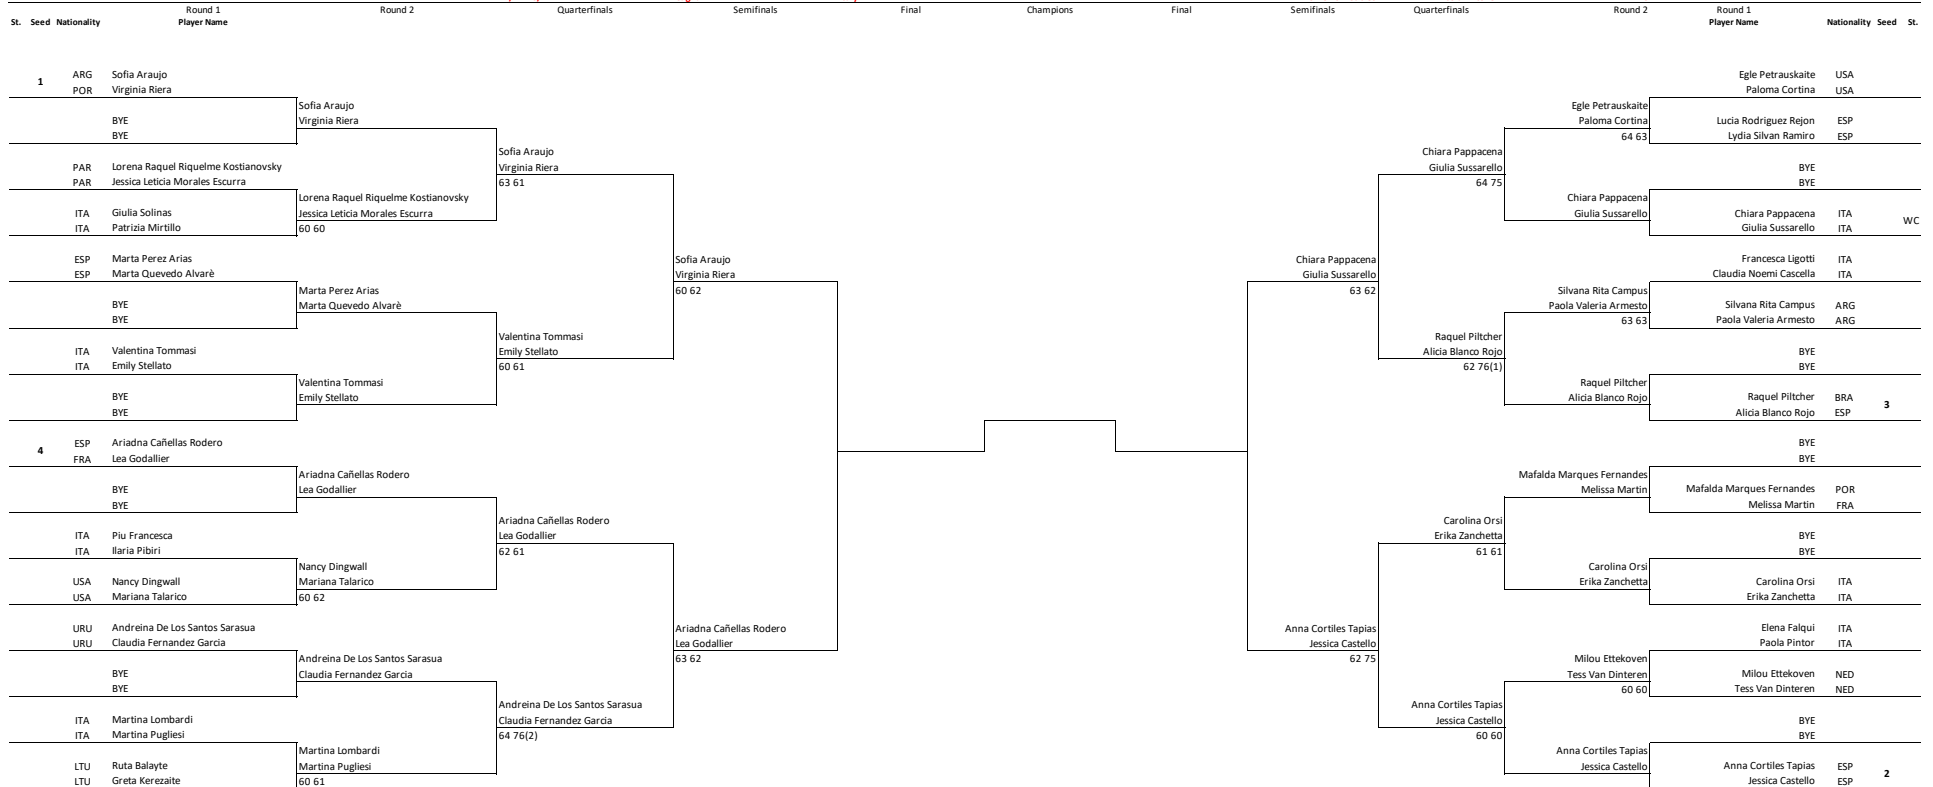 Round 1 Round 2 Quarterfinals Semifinals Final Champions Final Semifinals Quarterfinals Round 2 Round 1
St. Seed Nationality Player Name Player Name Nationality Seed St.
1
ARG Sofia Araujo
POR Virginia Riera
Sofia Araujo
Virginia Riera
BYE
BYE
Sofia Araujo
Virginia Riera
63 61
PAR Lorena Raquel Riquelme Kostianovsky
PAR Jessica Leticia Morales Escurra
Lorena Raquel Riquelme Kostianovsky
Jessica Leticia Morales Escurra
60 60
ITA Giulia Solinas
ITA Patrizia Mirtillo
Sofia Araujo
Virginia Riera
60 62
ESP Marta Perez Arias
ESP Marta Quevedo Alvarè
Marta Perez Arias
Marta Quevedo Alvarè
BYE
BYE
Valentina Tommasi
Emily Stellato
60 61
ITA Valentina Tommasi
ITA Emily Stellato
Valentina Tommasi
Emily Stellato
BYE
BYE
4
ESP Ariadna Cañellas Rodero
FRA Lea Godallier
Ariadna Cañellas Rodero
Lea Godallier
BYE
BYE
Ariadna Cañellas Rodero
Lea Godallier
62 61
ITA Piu Francesca
ITA Ilaria Pibiri
Nancy Dingwall
Mariana Talarico
60 62
USA Nancy Dingwall
USA Mariana Talarico
Ariadna Cañellas Rodero
Lea Godallier
63 62
URU Andreina De Los Santos Sarasua
URU Claudia Fernandez Garcia
Andreina De Los Santos Sarasua
Claudia Fernandez Garcia
BYE
BYE
Andreina De Los Santos Sarasua
Claudia Fernandez Garcia
64 76(2)
ITA Martina Lombardi
ITA Martina Pugliesi
Martina Lombardi
Martina Pugliesi
60 61
LTU Ruta Balayte
LTU Greta Kerezaite
Egle Petrauskaite USA
Paloma Cortina USA
Egle Petrauskaite
Paloma Cortina
64 63
Lucia Rodriguez Rejon ESP
Lydia Silvan Ramiro ESP
Chiara Pappacena
Giulia Sussarello
64 75
BYE
BYE
Chiara Pappacena
Giulia Sussarello
Chiara Pappacena ITA
Giulia Sussarello ITA
WC
Chiara Pappacena
Giulia Sussarello
63 62
Francesca Ligotti ITA
Claudia Noemi Cascella ITA
Silvana Rita Campus
Paola Valeria Armesto
63 63
Silvana Rita Campus ARG
Paola Valeria Armesto ARG
Raquel Piltcher
Alicia Blanco Rojo
62 76(1)
BYE
BYE
Raquel Piltcher
Alicia Blanco Rojo
Raquel Piltcher BRA
Alicia Blanco Rojo ESP
3
BYE
BYE
Mafalda Marques Fernandes
Melissa Martin
Mafalda Marques Fernandes POR
Melissa Martin FRA
Carolina Orsi
Erika Zanchetta
61 61
BYE
BYE
Carolina Orsi
Erika Zanchetta
Carolina Orsi ITA
Erika Zanchetta ITA
Anna Cortiles Tapias
Jessica Castello
62 75
Elena Falqui ITA
Paola Pintor ITA
Milou Ettekoven
Tess Van Dinteren
60 60
Milou Ettekoven NED
Tess Van Dinteren NED
Anna Cortiles Tapias
Jessica Castello
60 60
BYE
BYE
Anna Cortiles Tapias
Jessica Castello
Anna Cortiles Tapias ESP
Jessica Castello ESP
2